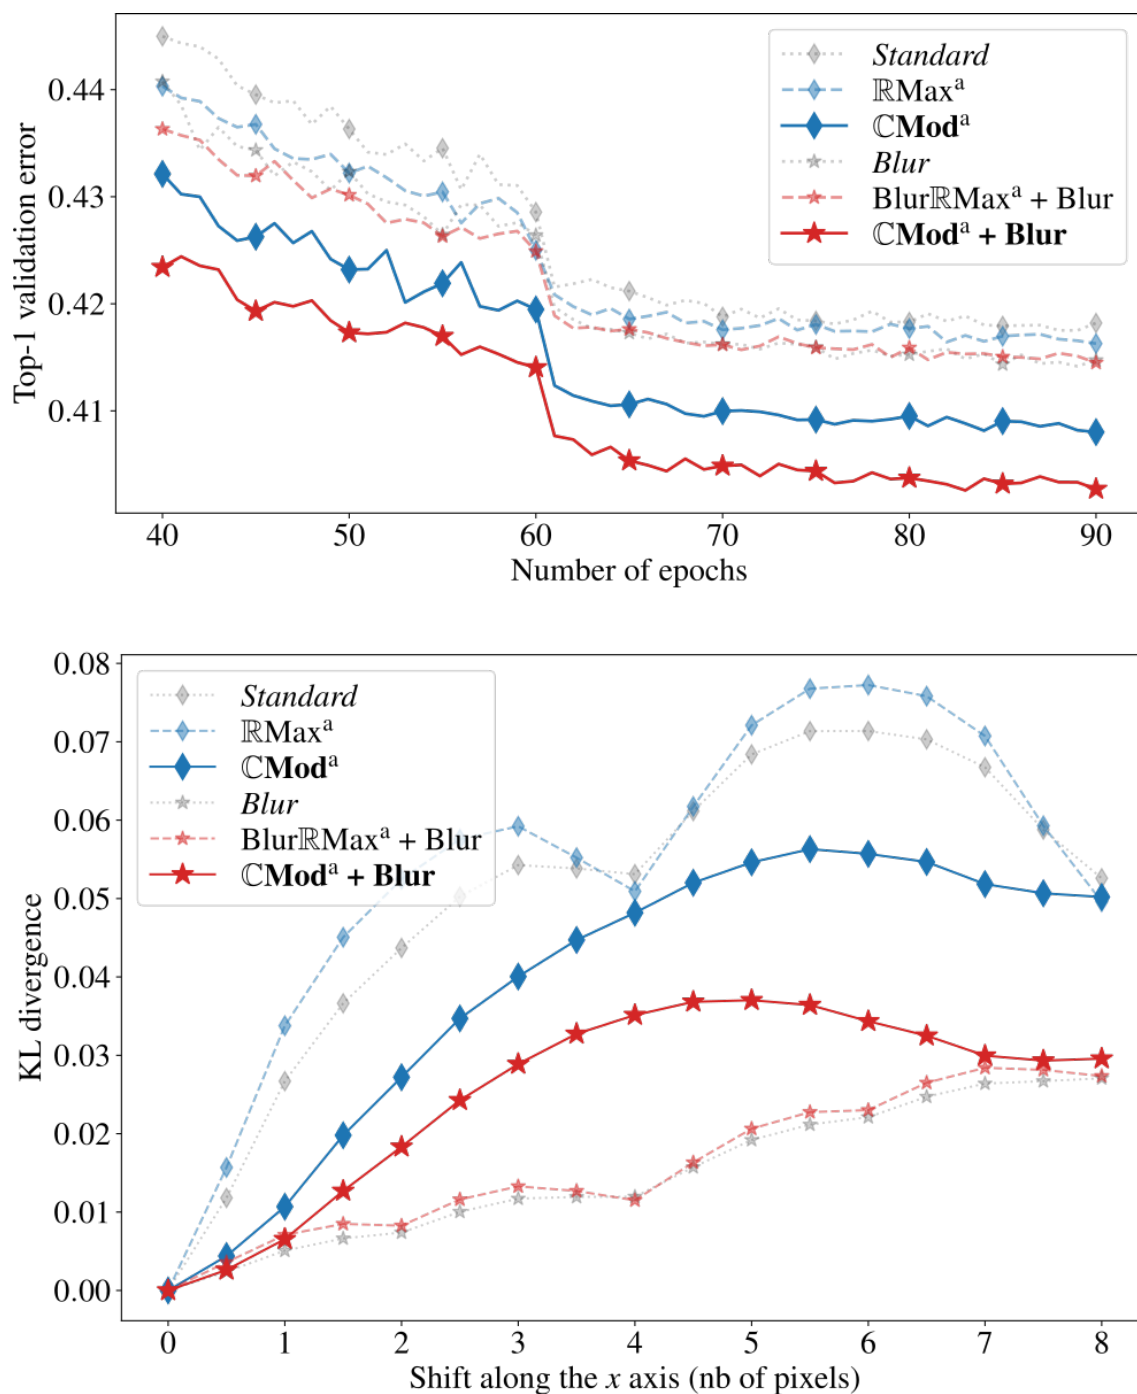 Top-1 validation error
0.44
0.43
0.42
0.41
Standard
ℝMaxᵃ
ℂModᵃ
Blur
BlurℝMaxᵃ + Blur
ℂModᵃ + Blur
40 50 60 70 80 90
Number of epochs
KL divergence
0.08
0.07
0.06
0.05
0.04
0.03
0.02
0.01
0.00
Standard
ℝMaxᵃ
ℂModᵃ
Blur
BlurℝMaxᵃ + Blur
ℂModᵃ + Blur
0 1 2 3 4 5 6 7 8
Shift along the x axis (nb of pixels)